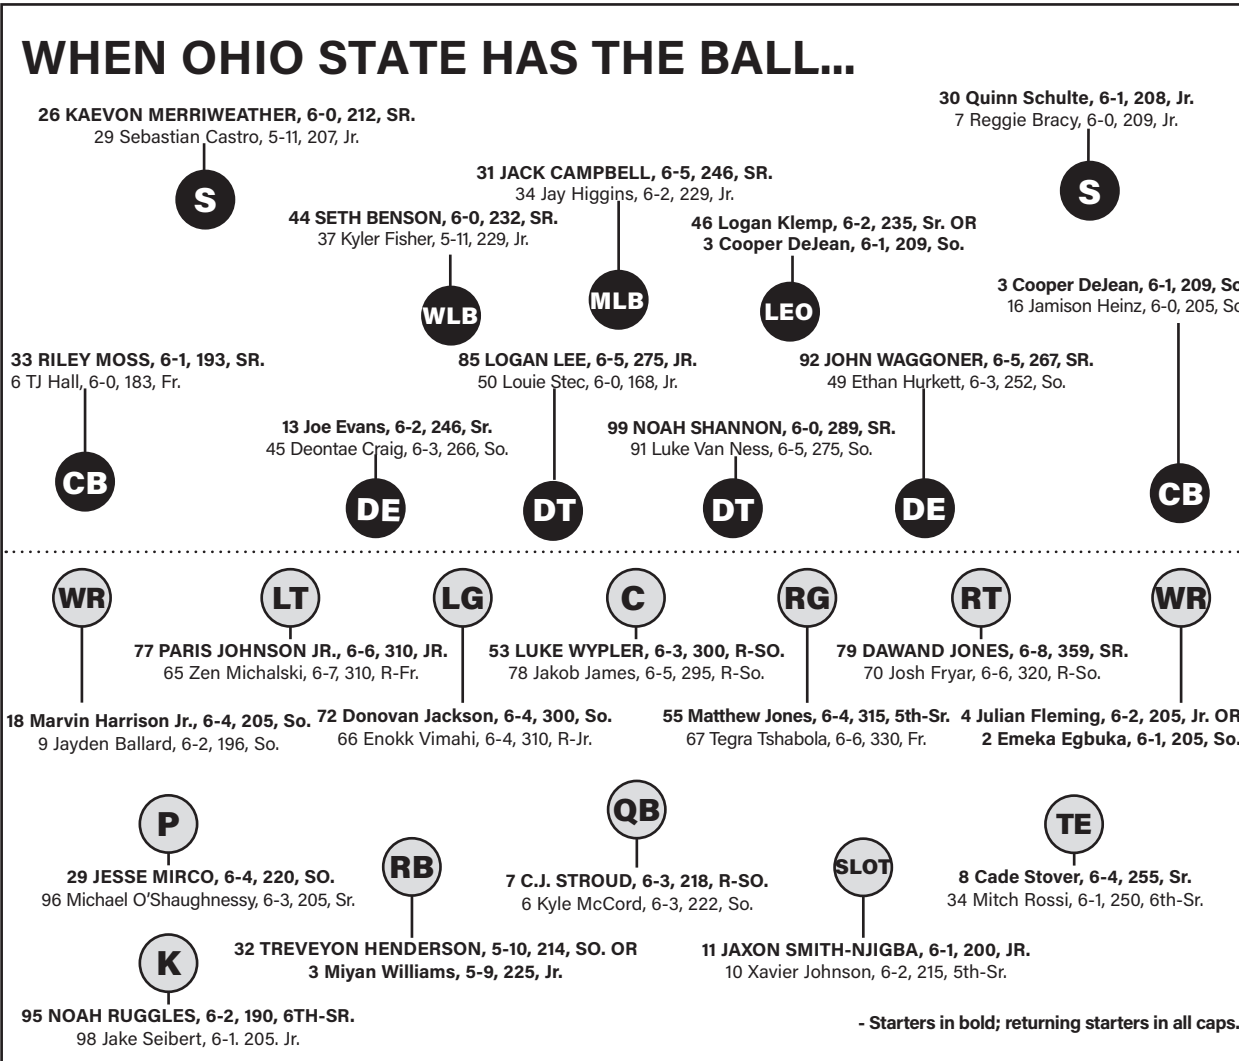 WHEN OHIO STATE HAS THE BALL...
26 KAEVON MERRIWEATHER, 6-0, 212, SR.
29 Sebastian Castro, 5-11, 207, Jr.
S
30 Quinn Schulte, 6-1, 208, Jr.
7 Reggie Bracy, 6-0, 209, Jr.
S
31 JACK CAMPBELL, 6-5, 246, SR.
34 Jay Higgins, 6-2, 229, Jr.
MLB
44 SETH BENSON, 6-0, 232, SR.
37 Kyler Fisher, 5-11, 229, Jr.
WLB
46 Logan Klemp, 6-2, 235, Sr. OR
3 Cooper DeJean, 6-1, 209, So.
LEO
3 Cooper DeJean, 6-1, 209, So
16 Jamison Heinz, 6-0, 205, So
CB
33 RILEY MOSS, 6-1, 193, SR.
6 TJ Hall, 6-0, 183, Fr.
CB
13 Joe Evans, 6-2, 246, Sr.
45 Deontae Craig, 6-3, 266, So.
DE
85 LOGAN LEE, 6-5, 275, JR.
50 Louie Stec, 6-0, 168, Jr.
DT
99 NOAH SHANNON, 6-0, 289, SR.
91 Luke Van Ness, 6-5, 275, So.
DT
92 JOHN WAGGONER, 6-5, 267, SR.
49 Ethan Hurkett, 6-3, 252, So.
DE
WR
18 Marvin Harrison Jr., 6-4, 205, So.
9 Jayden Ballard, 6-2, 196, So.
LT
77 PARIS JOHNSON JR., 6-6, 310, JR.
65 Zen Michalski, 6-7, 310, R-Fr.
LG
72 Donovan Jackson, 6-4, 300, So.
66 Enokk Vimahi, 6-4, 310, R-Jr.
C
53 LUKE WYPLER, 6-3, 300, R-SO.
78 Jakob James, 6-5, 295, R-So.
RG
55 Matthew Jones, 6-4, 315, 5th-Sr.
67 Tegra Tshabola, 6-6, 330, Fr.
RT
79 DAWAND JONES, 6-8, 359, SR.
70 Josh Fryar, 6-6, 320, R-So.
WR
4 Julian Fleming, 6-2, 205, Jr. OR
2 Emeka Egbuka, 6-1, 205, So.
P
29 JESSE MIRCO, 6-4, 220, SO.
96 Michael O'Shaughnessy, 6-3, 205, Sr.
RB
32 TREVEYON HENDERSON, 5-10, 214, SO. OR
3 Miyan Williams, 5-9, 225, Jr.
QB
7 C.J. STROUD, 6-3, 218, R-SO.
6 Kyle McCord, 6-3, 222, So.
SLOT
11 JAXON SMITH-NJIGBA, 6-1, 200, JR.
10 Xavier Johnson, 6-2, 215, 5th-Sr.
TE
8 Cade Stover, 6-4, 255, Sr.
34 Mitch Rossi, 6-1, 250, 6th-Sr.
K
95 NOAH RUGGLES, 6-2, 190, 6TH-SR.
98 Jake Seibert, 6-1. 205. Jr.
- Starters in bold; returning starters in all caps.